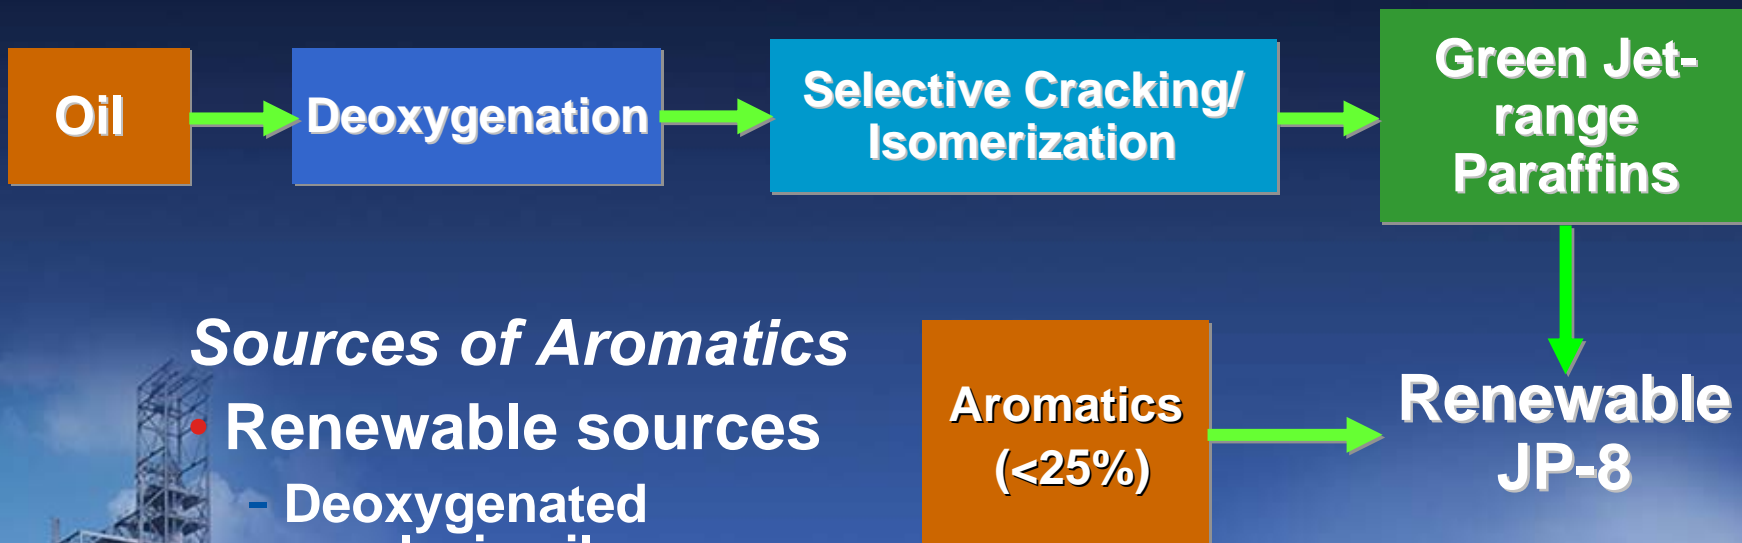 Oil
Deoxygenation
Selective Cracking/
Isomerization
Green Jet-
range
Paraffins
Sources of Aromatics
• Renewable sources
- Deoxygenated
Aromatics
(<25%)
Renewable
JP-8